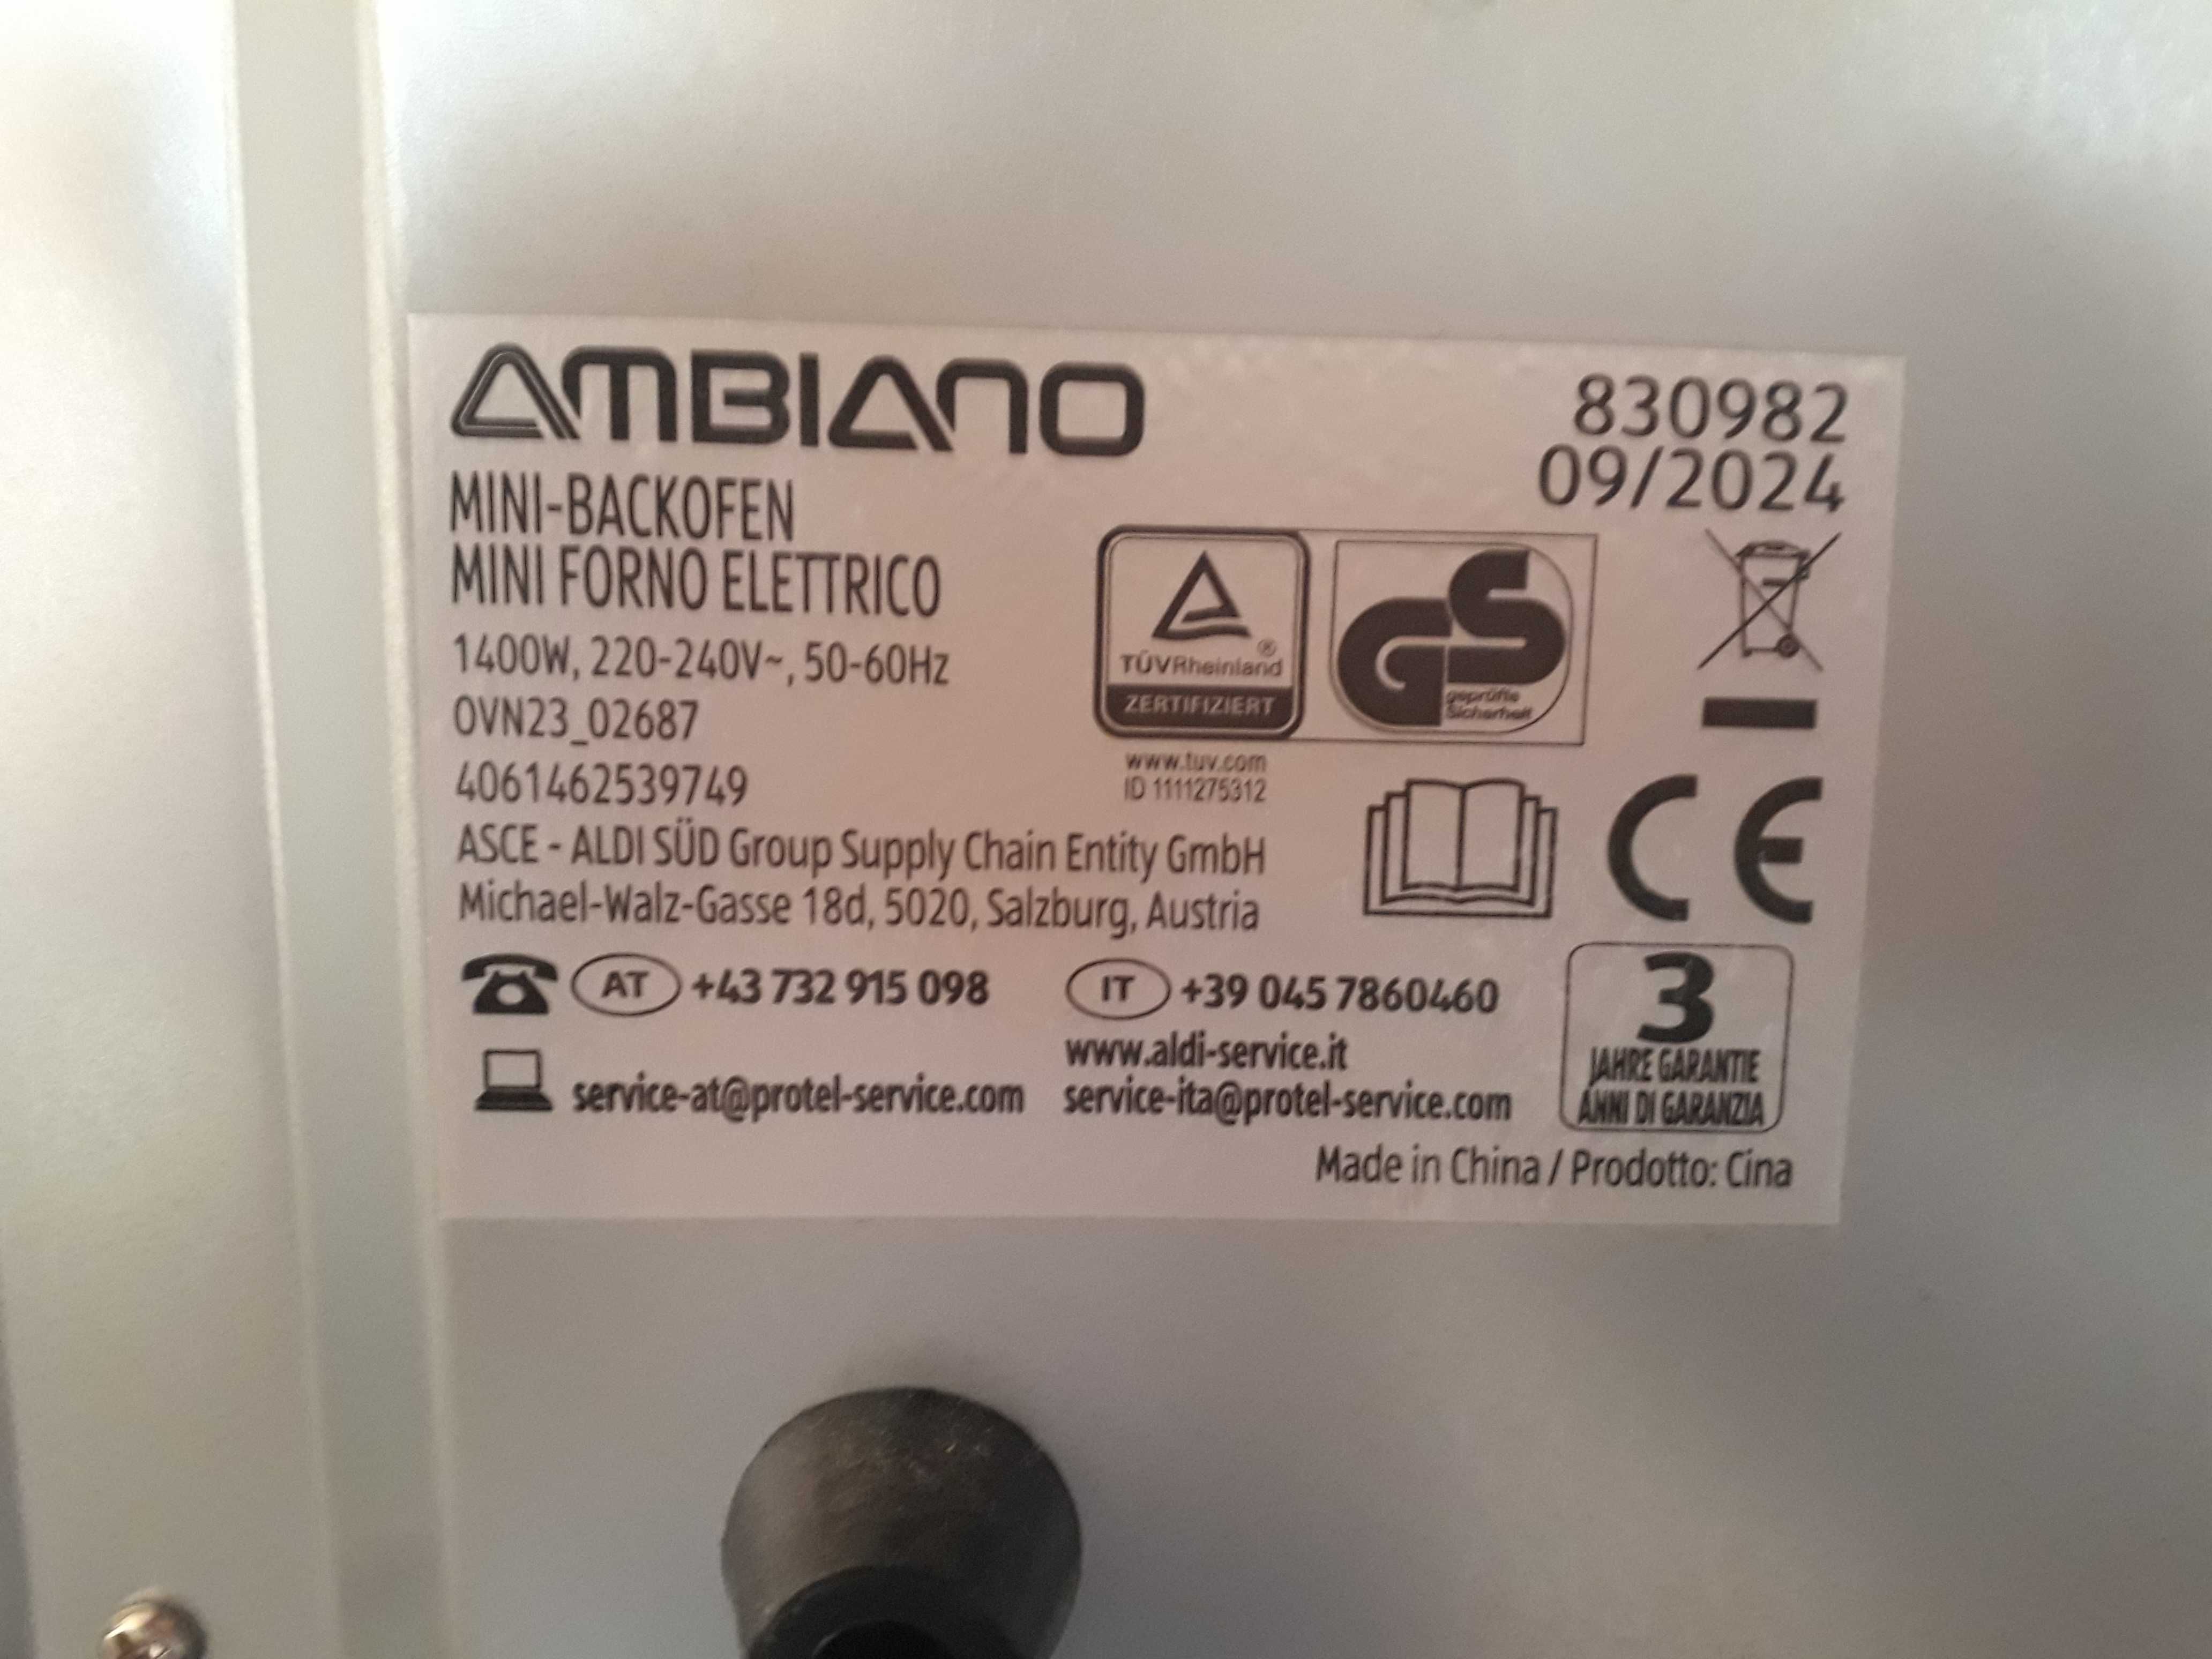 AMBIANO
830982
09/2024
MINI-BACKOFEN
MINI FORNO ELETTRICO
1400W, 220-240V~, 50-60Hz
OVN23_02687
4061462539749
TÜVRheinland®
ZERTIFIZIERT
GS
geprüfte
Sicherheit
www.tuv.com
ID 1111275312
CE
ASCE - ALDI SÜD Group Supply Chain Entity GmbH
Michael-Walz-Gasse 18d, 5020, Salzburg, Austria
AT +43 732 915 098
service-at@protel-service.com
IT +39 045 7860460
www.aldi-service.it
service-ita@protel-service.com
3
JAHRE GARANTIE
ANNI DI GARANZIA
Made in China / Prodotto: Cina